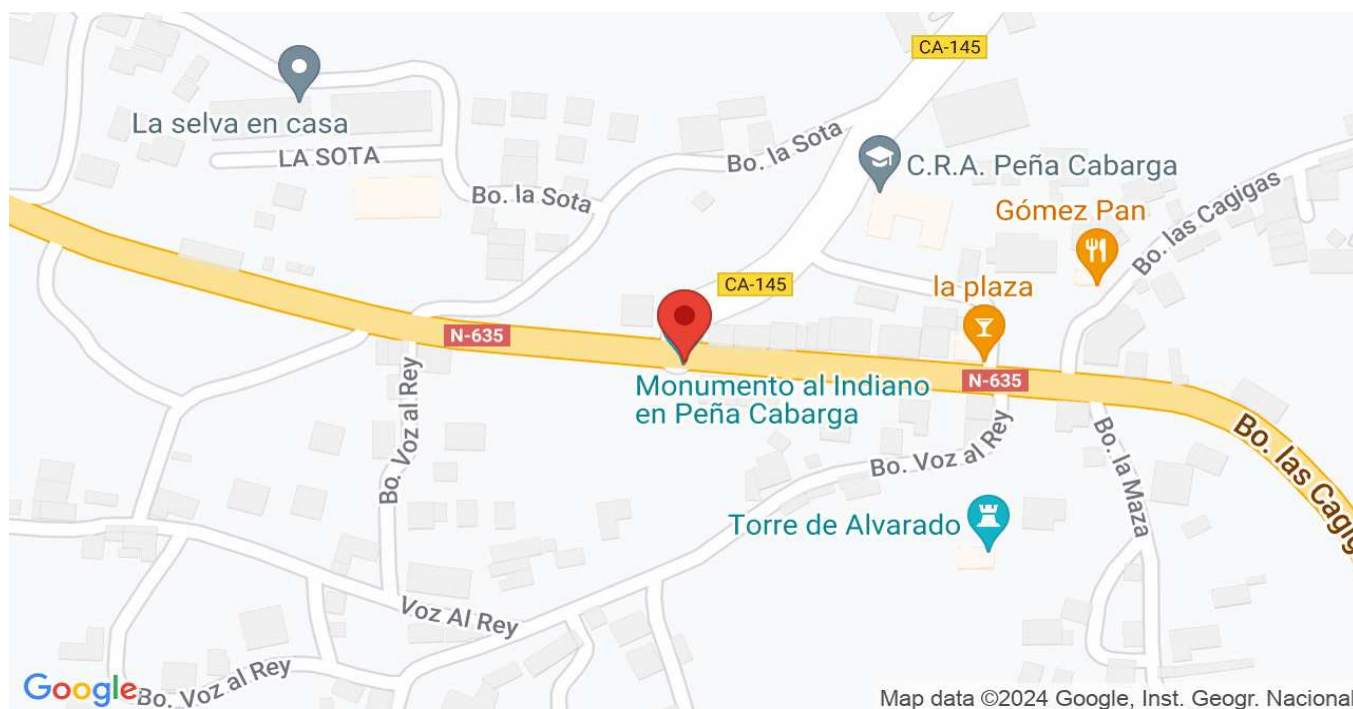 CA-145
La selva en casa
LA SOTA
Bo. la Sota
Bo. la Sota
C.R.A. Peña Cabarga
Gómez Pan
Bo. las Cagigas
CA-145
la plaza
N-635
N-635
Monumento al Indiano
en Peña Cabarga
Bo. Voz al Rey
Bo. Voz al Rey
Bo. la Maza
Bo. las Cagig
Torre de Alvarado
Voz Al Rey
Bo. Voz al Rey
Google
Map data ©2024 Google, Inst. Geogr. Nacional